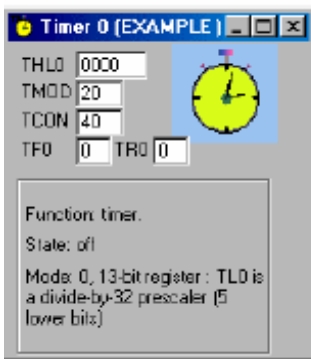 Timer 0 (EXAMPLE)
THL0 0000
TMOD 20
TCON 40
TF0 0 TR0 0
Function: timer.
State: off
Mode: 0, 13-bit register : TL0 is
a divide-by-32 prescaler (5
lower bits)